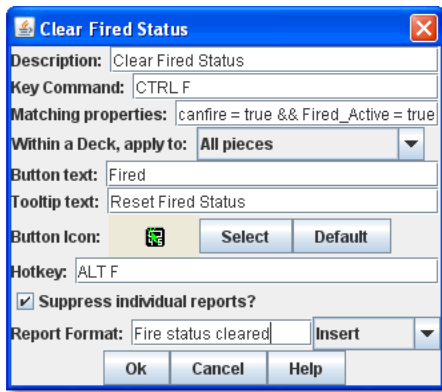 Clear Fired Status
Description: Clear Fired Status
Key Command: CTRL F
Matching properties: canfire = true && Fired_Active = true
Within a Deck, apply to: All pieces
Button text: Fired
Tooltip text: Reset Fired Status
Button Icon: Select Default
Hotkey: ALT F
Suppress individual reports?
Report Format: Fire status cleared Insert
Ok Cancel Help